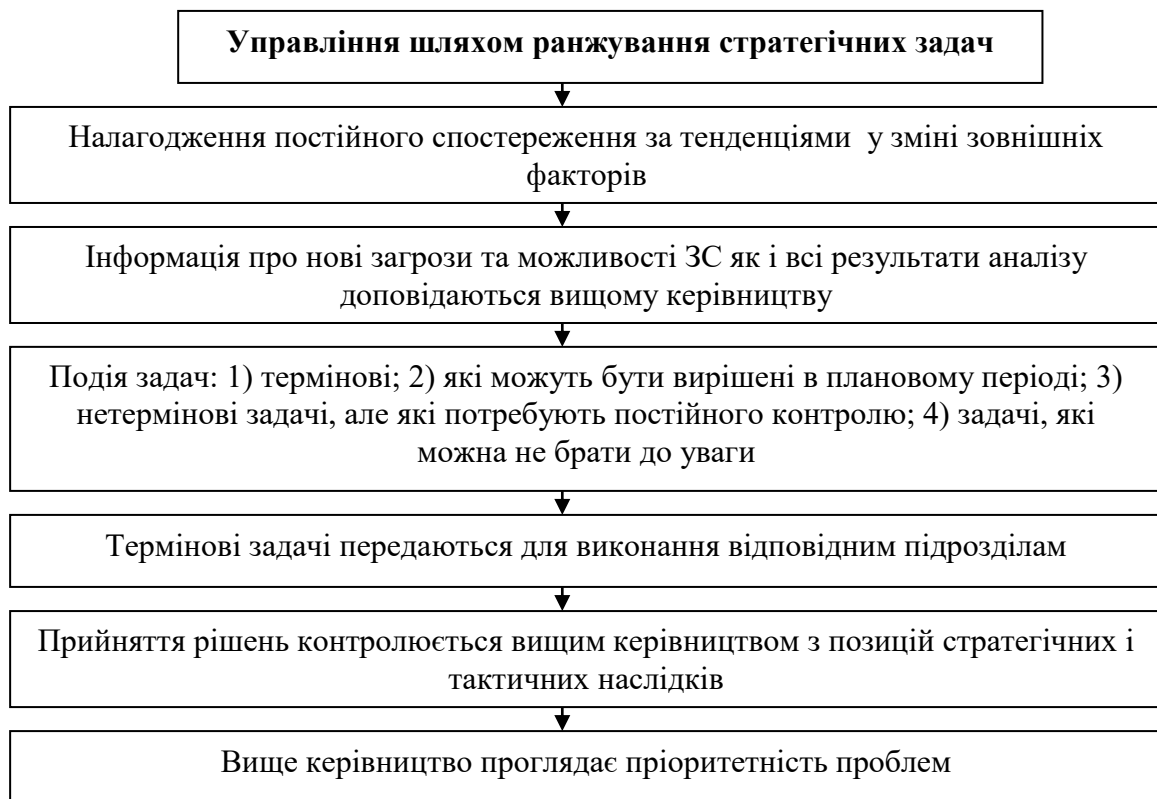 Управління шляхом ранжування стратегічних задач
Налагодження постійного спостереження за тенденціями у зміні зовнішніх
факторів
Інформація про нові загрози та можливості ЗС як і всі результати аналізу
доповідаються вищому керівництву
Подія задач: 1) термінові; 2) які можуть бути вирішені в плановому періоді; 3)
нетермінові задачі, але які потребують постійного контролю; 4) задачі, які
можна не брати до уваги
Термінові задачі передаються для виконання відповідним підрозділам
Прийняття рішень контролюється вищим керівництвом з позицій стратегічних і
тактичних наслідків
Вище керівництво проглядає пріоритетність проблем